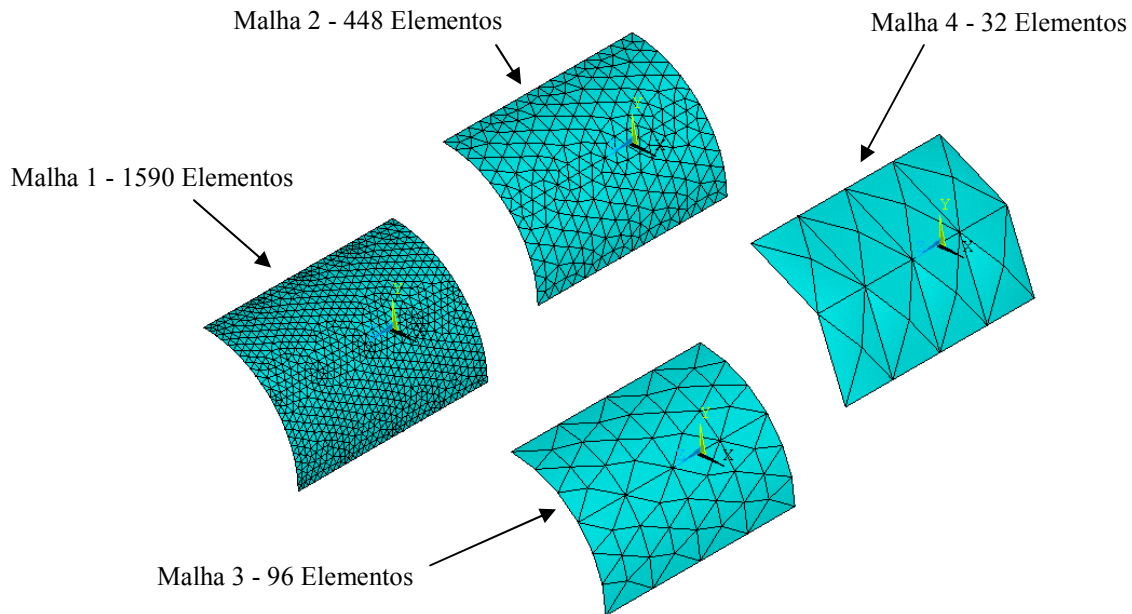 Malha 2 - 448 Elementos
Malha 4 - 32 Elementos
Malha 1 - 1590 Elementos
Malha 3 - 96 Elementos
Y
Y
X
Y
Y
X